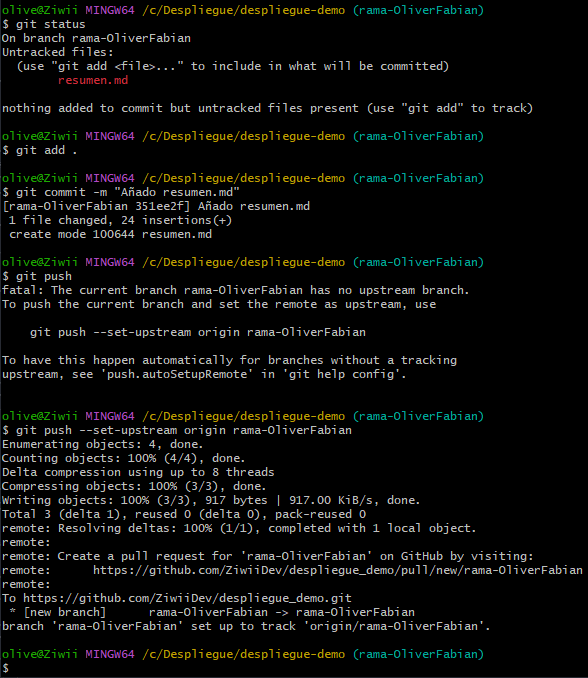 olive@Ziwii MINGW64 /c/Despliegue/despliegue-demo (rama-OliverFabian)
$ git status
On branch rama-OliverFabian
Untracked files:
  (use "git add <file>..." to include in what will be committed)
        resumen.md

nothing added to commit but untracked files present (use "git add" to track)

olive@Ziwii MINGW64 /c/Despliegue/despliegue-demo (rama-OliverFabian)
$ git add .

olive@Ziwii MINGW64 /c/Despliegue/despliegue-demo (rama-OliverFabian)
$ git commit -m "Añado resumen.md"
[rama-OliverFabian 351ee2f] Añado resumen.md
 1 file changed, 24 insertions(+)
 create mode 100644 resumen.md

olive@Ziwii MINGW64 /c/Despliegue/despliegue-demo (rama-OliverFabian)
$ git push
fatal: The current branch rama-OliverFabian has no upstream branch.
To push the current branch and set the remote as upstream, use

    git push --set-upstream origin rama-OliverFabian

To have this happen automatically for branches without a tracking
upstream, see 'push.autoSetupRemote' in 'git help config'.


olive@Ziwii MINGW64 /c/Despliegue/despliegue-demo (rama-OliverFabian)
$ git push --set-upstream origin rama-OliverFabian
Enumerating objects: 4, done.
Counting objects: 100% (4/4), done.
Delta compression using up to 8 threads
Compressing objects: 100% (3/3), done.
Writing objects: 100% (3/3), 917 bytes | 917.00 KiB/s, done.
Total 3 (delta 1), reused 0 (delta 0), pack-reused 0
remote: Resolving deltas: 100% (1/1), completed with 1 local object.
remote:
remote: Create a pull request for 'rama-OliverFabian' on GitHub by visiting:
remote:      https://github.com/ZiwiiDev/despliegue_demo/pull/new/rama-OliverFabian
remote:
To https://github.com/ZiwiiDev/despliegue_demo.git
 * [new branch]      rama-OliverFabian -> rama-OliverFabian
branch 'rama-OliverFabian' set up to track 'origin/rama-OliverFabian'.

olive@Ziwii MINGW64 /c/Despliegue/despliegue-demo (rama-OliverFabian)
$